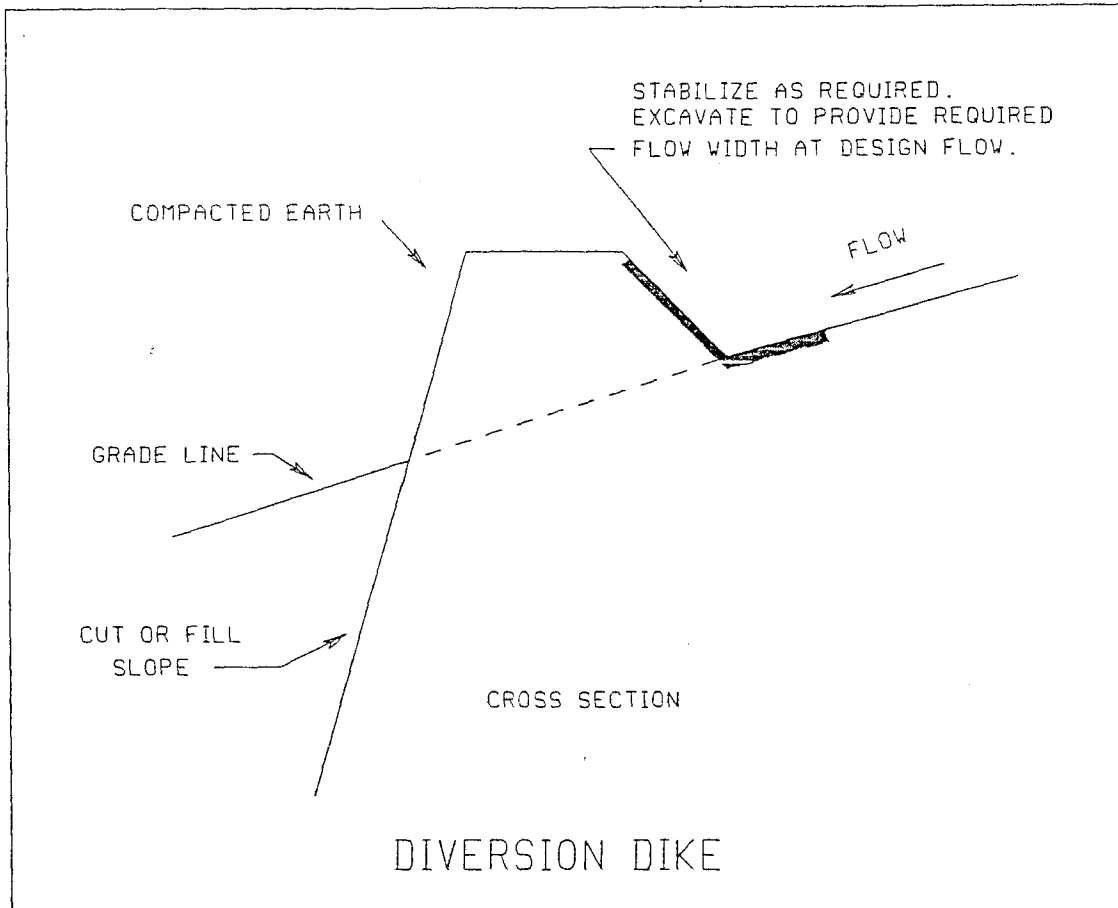 STABILIZE AS REQUIRED.
EXCAVATE TO PROVIDE REQUIRED
FLOW WIDTH AT DESIGN FLOW.
COMPACTED EARTH
FLOW
GRADE LINE
CUT OR FILL
SLOPE
CROSS SECTION
DIVERSION DIKE